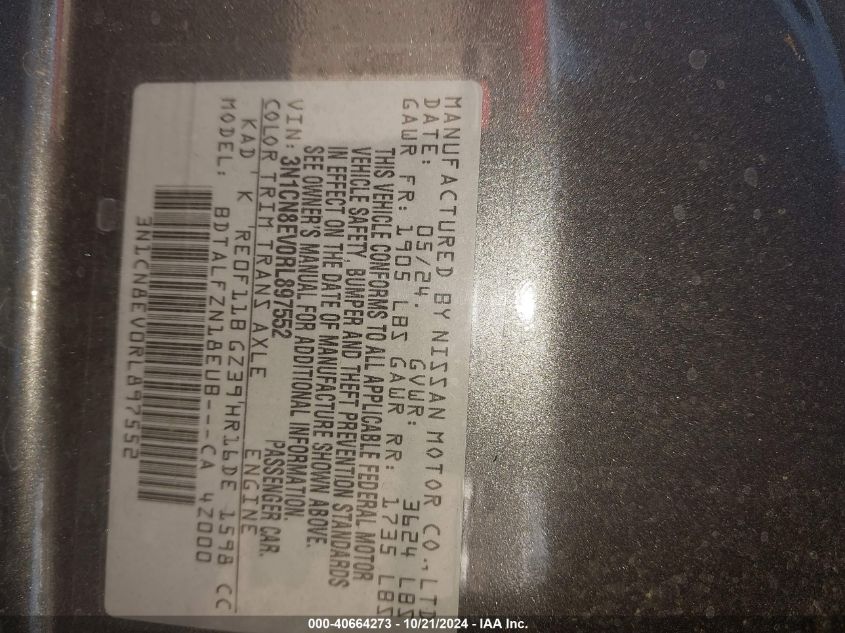 MANUFACTURED BY NISSAN MOTOR CO.,LTD
DATE: 05/24. GVWR: 3624 LBS
GAWR FR: 1905 LBS GAWR RR: 1735 LBS
THIS VEHICLE CONFORMS TO ALL APPLICABLE FEDERAL MOTOR
VEHICLE SAFETY, BUMPER AND THEFT PREVENTION STANDARDS
IN EFFECT ON THE DATE OF MANUFACTURE SHOWN ABOVE.
SEE OWNER'S MANUAL FOR ADDITIONAL INFORMATION.
VIN: 3N1CN8EV0RL897552 PASSENGER CAR.
COLOR TRIM TRANS AXLE ENGINE
KAD K RE0F11B GZ39 HR16DE 1598 CC
MODEL: BDTALFZN18EUB---CA 4Z000
3N1CN8EV0RL897552
000-40664273 - 10/21/2024 - IAA Inc.